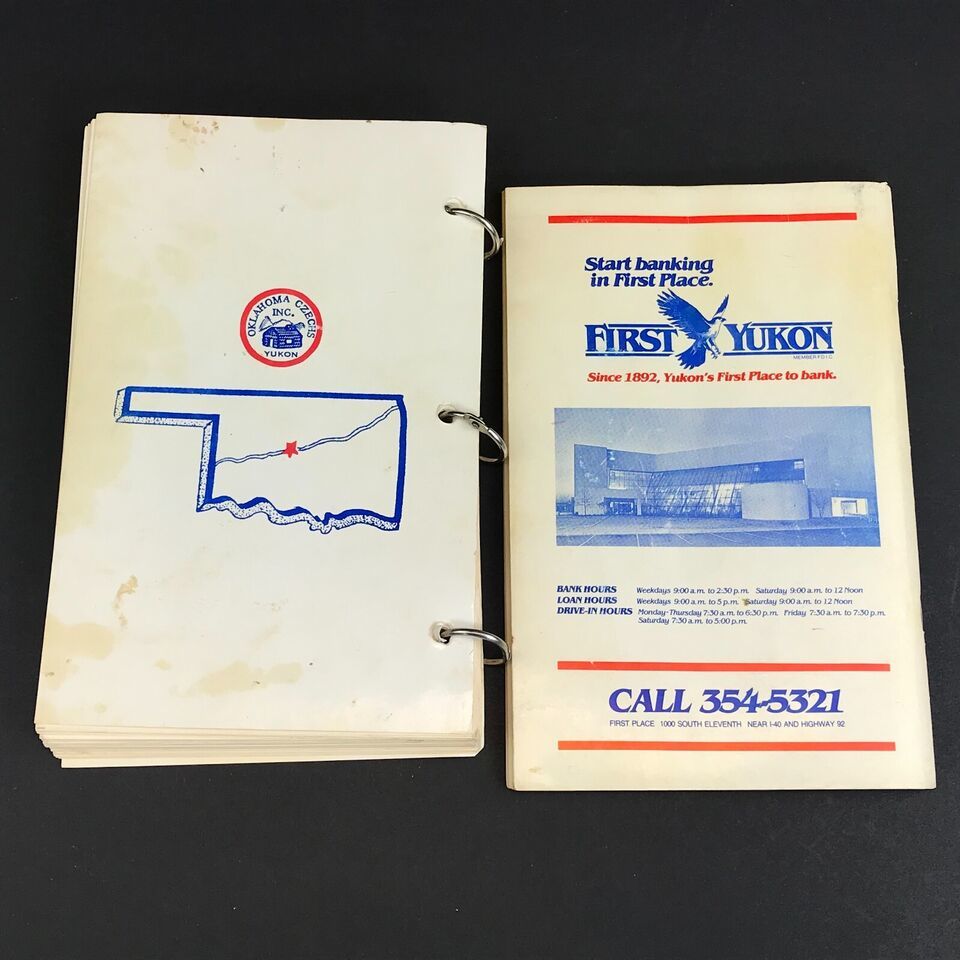 OKLAHOMA CZECHS
INC.
YUKON
Start banking
in First Place.
FIRST YUKON
MEMBER F.D.I.C.
Since 1892, Yukon's First Place to bank.
BANK HOURS Weekdays 9:00 a.m. to 2:30 p.m. Saturday 9:00 a.m. to 12 Noon
LOAN HOURS Weekdays 9:00 a.m. to 5 p.m. Saturday 9:00 a.m. to 12 Noon
DRIVE-IN HOURS Monday-Thursday 7:30 a.m. to 6:30 p.m. Friday 7:30 a.m. to 7:30 p.m.
Saturday 7:30 a.m. to 5:00 p.m.
CALL 354-5321
FIRST PLACE 1000 SOUTH ELEVENTH NEAR I-40 AND HIGHWAY 92